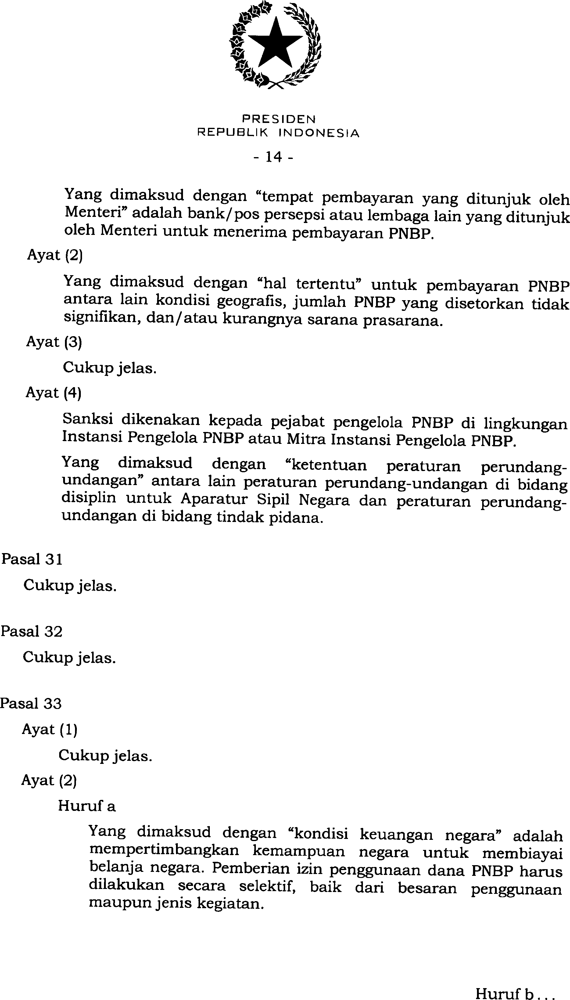 PRESIDEN
REPUBLIK INDONESIA
- 14 -
Yang dimaksud dengan “tempat pembayaran yang ditunjuk oleh
Menteri” adalah bank/pos persepsi atau lembaga lain yang ditunjuk
oleh Menteri untuk menerima pembayaran PNBP.
Ayat (2)
Yang dimaksud dengan “hal tertentu” untuk pembayaran PNBP
antara lain kondisi geografis, jumlah PNBP yang disetorkan tidak
signifikan, dan/atau kurangnya sarana prasarana.
Ayat (3)
Cukup jelas.
Ayat (4)
Sanksi dikenakan kepada pejabat pengelola PNBP di lingkungan
Instansi Pengelola PNBP atau Mitra Instansi Pengelola PNBP.
Yang dimaksud dengan “ketentuan peraturan perundang-
undangan” antara lain peraturan perundang-undangan di bidang
disiplin untuk Aparatur Sipil Negara dan peraturan perundang-
undangan di bidang tindak pidana.
Pasal 31
Cukup jelas.
Pasal 32
Cukup jelas.
Pasal 33
Ayat (1)
Cukup jelas.
Ayat (2)
Huruf a
Yang dimaksud dengan “kondisi keuangan negara” adalah
mempertimbangkan kemampuan negara untuk membiayai
belanja negara. Pemberian izin penggunaan dana PNBP harus
dilakukan secara selektif, baik dari besaran penggunaan
maupun jenis kegiatan.
Huruf b . . .